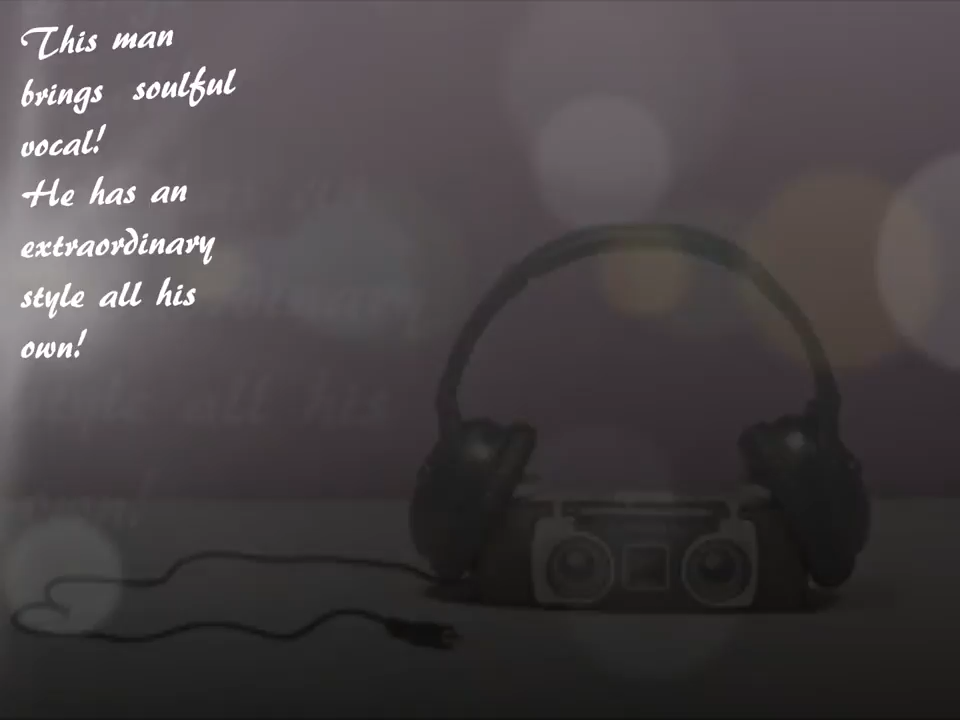 This man
brings soulful
vocal!
He has an
extraordinary
style all his
own!